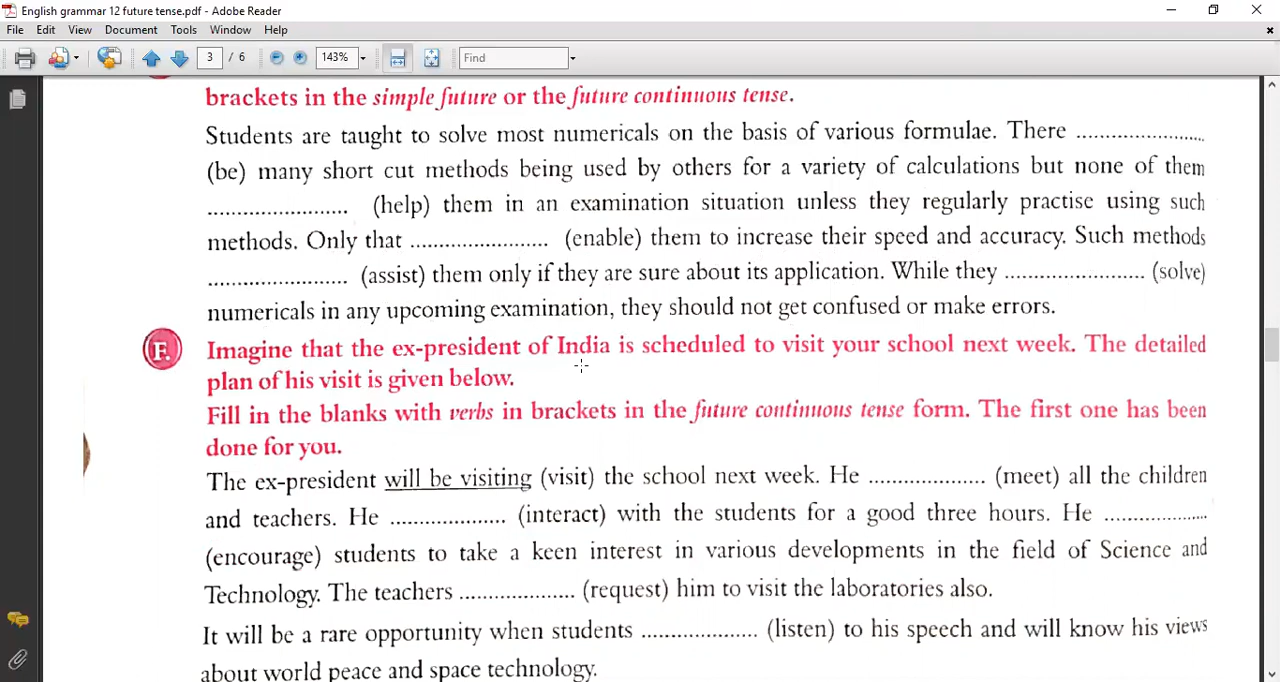 English grammar 12 future tense.pdf - Adobe Reader
File Edit View Document Tools Window Help
3 / 6 143% Find
brackets in the simple future or the future continuous tense.
Students are taught to solve most numericals on the basis of various formulae. There ......................
(be) many short cut methods being used by others for a variety of calculations but none of them
........................ (help) them in an examination situation unless they regularly practise using such
methods. Only that ........................ (enable) them to increase their speed and accuracy. Such methods
........................ (assist) them only if they are sure about its application. While they ........................ (solve)
numericals in any upcoming examination, they should not get confused or make errors.
F. Imagine that the ex-president of India is scheduled to visit your school next week. The detailed
plan of his visit is given below.
Fill in the blanks with verbs in brackets in the future continuous tense form. The first one has been
done for you.
The ex-president will be visiting (visit) the school next week. He .................... (meet) all the children
and teachers. He .................... (interact) with the students for a good three hours. He ..................
(encourage) students to take a keen interest in various developments in the field of Science and
Technology. The teachers .................... (request) him to visit the laboratories also.
It will be a rare opportunity when students .................... (listen) to his speech and will know his views
about world peace and space technology.